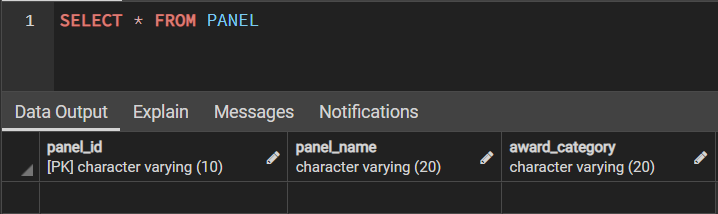 1 SELECT * FROM PANEL
Data Output Explain Messages Notifications
panel_id panel_name award_category
[PK] character varying (10) character varying (20) character varying (20)